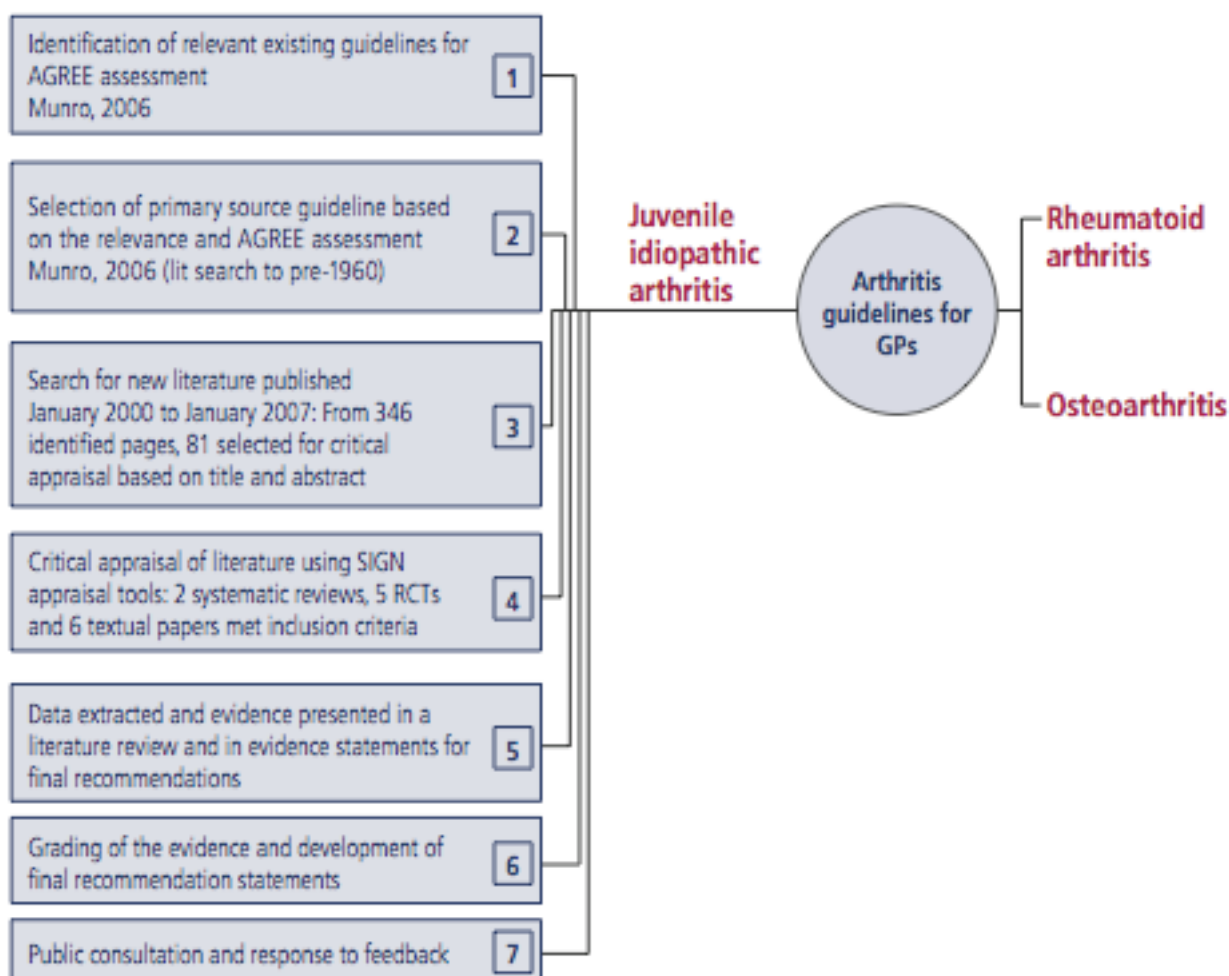 Identification of relevant existing guidelines for
AGREE assessment
Munro, 2006
1
Selection of primary source guideline based
on the relevance and AGREE assessment
Munro, 2006 (lit search to pre-1960)
2
Search for new literature published
January 2000 to January 2007: From 346
identified pages, 81 selected for critical
appraisal based on title and abstract
3
Critical appraisal of literature using SIGN
appraisal tools: 2 systematic reviews, 5 RCTs
and 6 textual papers met inclusion criteria
4
Data extracted and evidence presented in a
literature review and in evidence statements for
final recommendations
5
Grading of the evidence and development of
final recommendation statements
6
Public consultation and response to feedback
7
Juvenile
idiopathic
arthritis
Arthritis
guidelines for
GPs
Rheumatoid
arthritis
Osteoarthritis